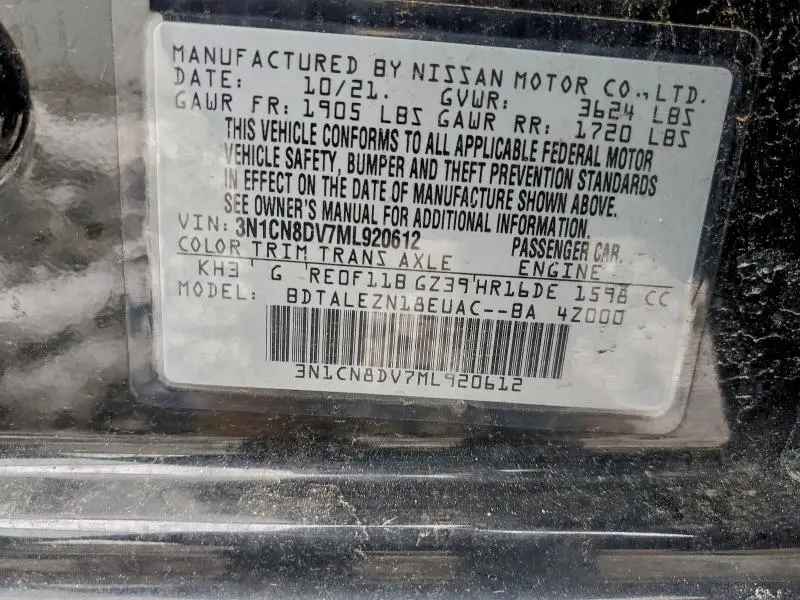 MANUFACTURED BY NISSAN MOTOR CO.,LTD.
DATE: 10/21. GVWR: 3624 LBS
GAWR FR: 1905 LBS GAWR RR: 1720 LBS
THIS VEHICLE CONFORMS TO ALL APPLICABLE FEDERAL MOTOR
VEHICLE SAFETY, BUMPER AND THEFT PREVENTION STANDARDS
IN EFFECT ON THE DATE OF MANUFACTURE SHOWN ABOVE.
SEE OWNER'S MANUAL FOR ADDITIONAL INFORMATION.
VIN: 3N1CN8DV7ML920612 PASSENGER CAR.
COLOR TRIM TRANS AXLE ENGINE
KH3 G RE0F11B GZ39 HR16DE 1598 CC
MODEL: BDTALEZN18EUAC--BA 4Z000
3N1CN8DV7ML920612